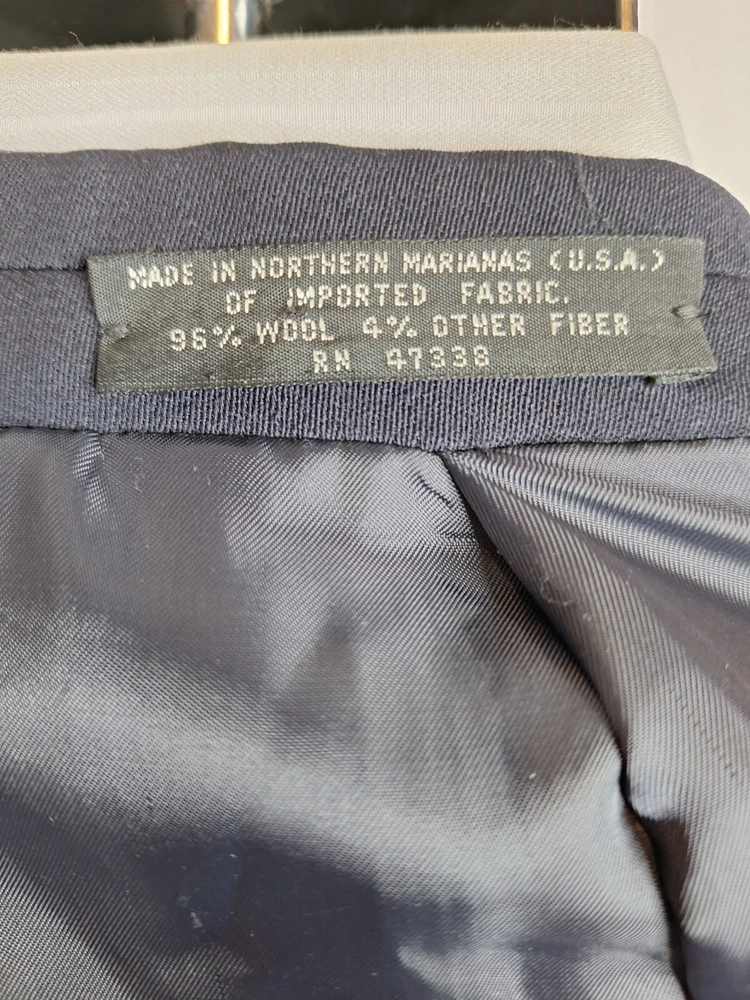 MADE IN NORTHERN MARIANAS (U.S.A.)
OF IMPORTED FABRIC.
96% WOOL 4% OTHER FIBER
RN 47338